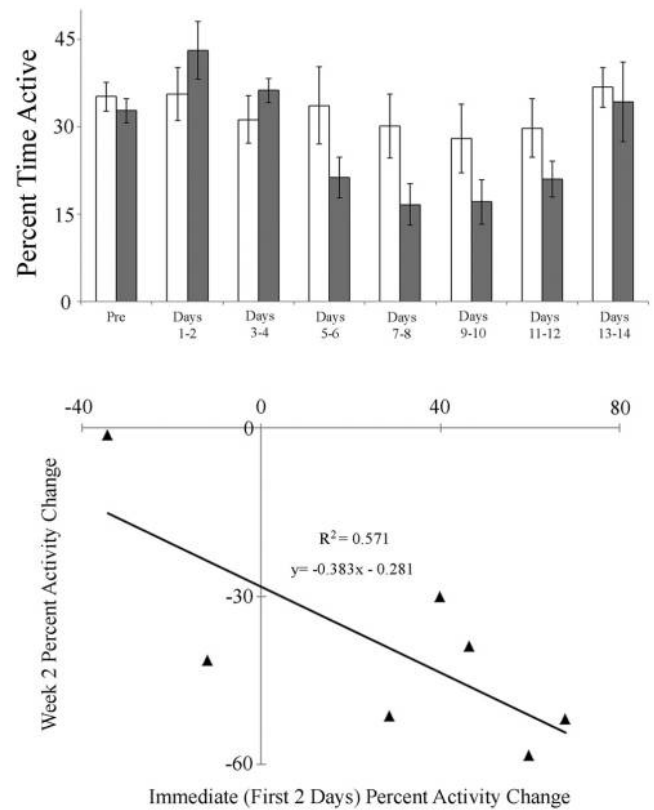 Percent Time Active
45
30
15
0
Pre
Days
1-2
Days
3-4
Days
5-6
Days
7-8
Days
9-10
Days
11-12
Days
13-14
-40
0
40
80
0
-30
-60
Week 2 Percent Activity Change
R² = 0.571
y= -0.383x - 0.281
Immediate (First 2 Days) Percent Activity Change